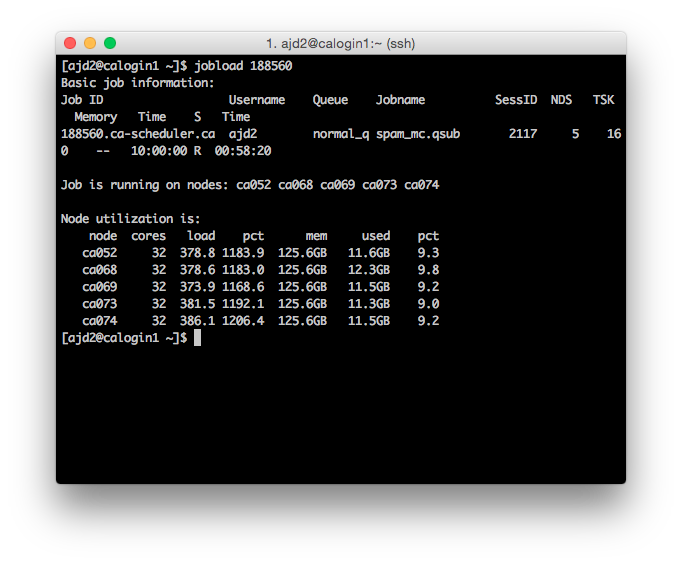 1. ajd2@calogin1:~ (ssh)
[ajd2@calogin1 ~]$ jobload 188560
Basic job information:
Job ID                  Username    Queue    Jobname          SessID  NDS   TSK
  Memory   Time    S   Time
188560.ca-scheduler.ca  ajd2        normal_q spam_mc.qsub       2117     5    16
0    --   10:00:00 R  00:58:20
Job is running on nodes: ca052 ca068 ca069 ca073 ca074
Node utilization is:
    node  cores   load    pct      mem     used    pct
   ca052     32  378.8 1183.9  125.6GB   11.6GB    9.3
   ca068     32  378.6 1183.0  125.6GB   12.3GB    9.8
   ca069     32  373.9 1168.6  125.6GB   11.5GB    9.2
   ca073     32  381.5 1192.1  125.6GB   11.3GB    9.0
   ca074     32  386.1 1206.4  125.6GB   11.5GB    9.2
[ajd2@calogin1 ~]$